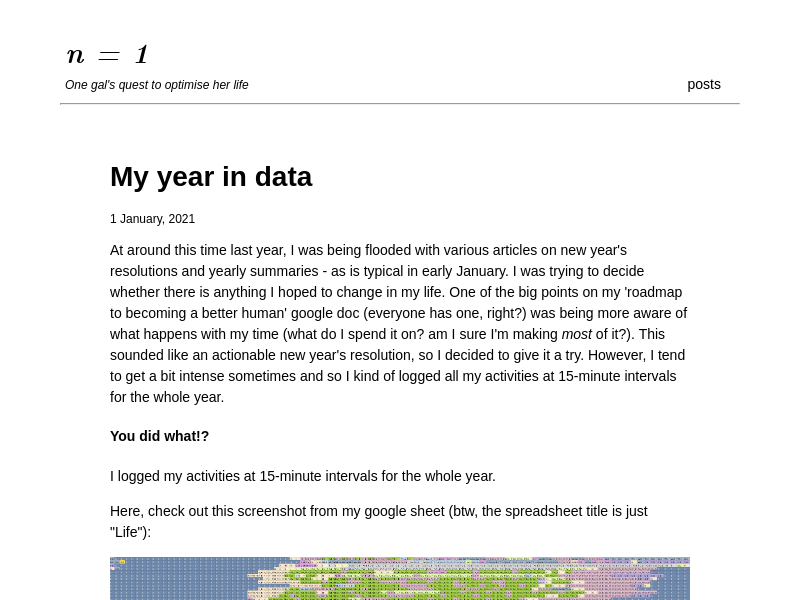 n = 1
One gal's quest to optimise her life
posts
My year in data
1 January, 2021
At around this time last year, I was being flooded with various articles on new year's
resolutions and yearly summaries - as is typical in early January. I was trying to decide
whether there is anything I hoped to change in my life. One of the big points on my 'roadmap
to becoming a better human' google doc (everyone has one, right?) was being more aware of
what happens with my time (what do I spend it on? am I sure I'm making most of it?). This
sounded like an actionable new year's resolution, so I decided to give it a try. However, I tend
to get a bit intense sometimes and so I kind of logged all my activities at 15-minute intervals
for the whole year.
You did what!?
I logged my activities at 15-minute intervals for the whole year.
Here, check out this screenshot from my google sheet (btw, the spreadsheet title is just
"Life"):